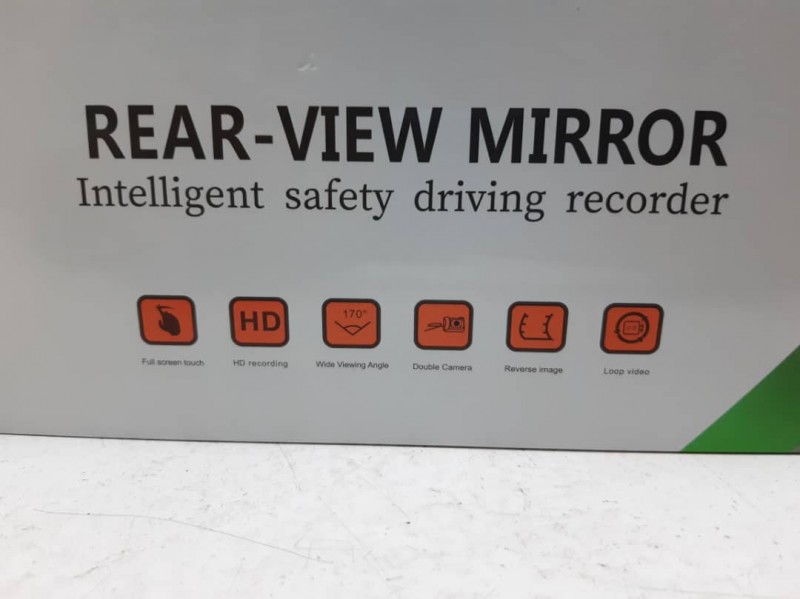 REAR-VIEW MIRROR
Intelligent safety driving recorder
HD 170°
Full screen touch HD recording Wide Viewing Angle Double Camera Reverse image Loop video